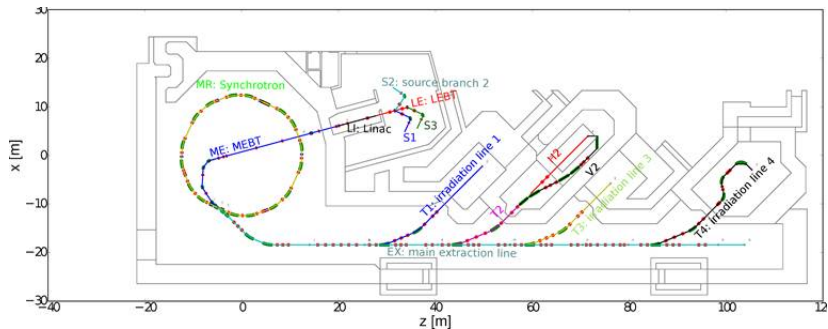 30
20
10
0
−10
−20
−30
x [m]
MR: Synchrotron
S2: source branch 2
LE: LEBT
LI: Linac
S3
S1
ME: MEBT
T1: irradiation line 1
H2
V2
T2
T3: irradiation line 3
T4: irradiation line 4
EX: main extraction line
−40
−20
0
20
40
60
80
100
120
z [m]